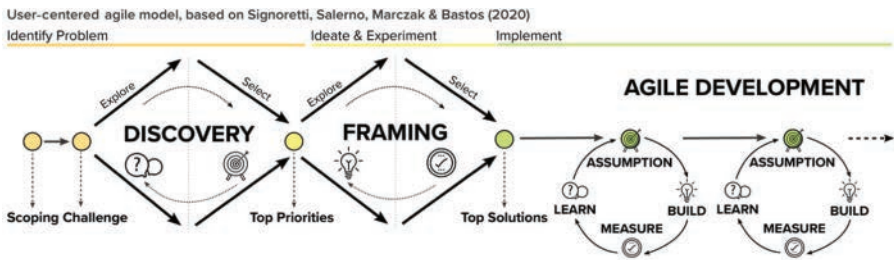 User-centered agile model, based on Signoretti, Salerno, Marczak & Bastos (2020)
Identify Problem
Ideate & Experiment
Implement
Explore
Select
Explore
Select
AGILE DEVELOPMENT
DISCOVERY
FRAMING
?
ASSUMPTION
ASSUMPTION
?
?
LEARN
BUILD
LEARN
BUILD
Scoping Challenge
Top Priorities
Top Solutions
MEASURE
MEASURE